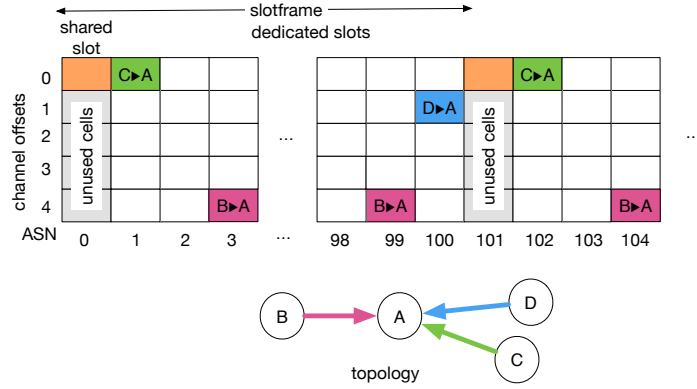 slotframe
shared
slot
dedicated slots
channel offsets
0 C▶A C▶A
1 D▶A
2 ... ..
3
4 B▶A B▶A B▶A
unused cells unused cells
ASN 0 1 2 3 ... 98 99 100 101 102 103 104
B A D
C
topology